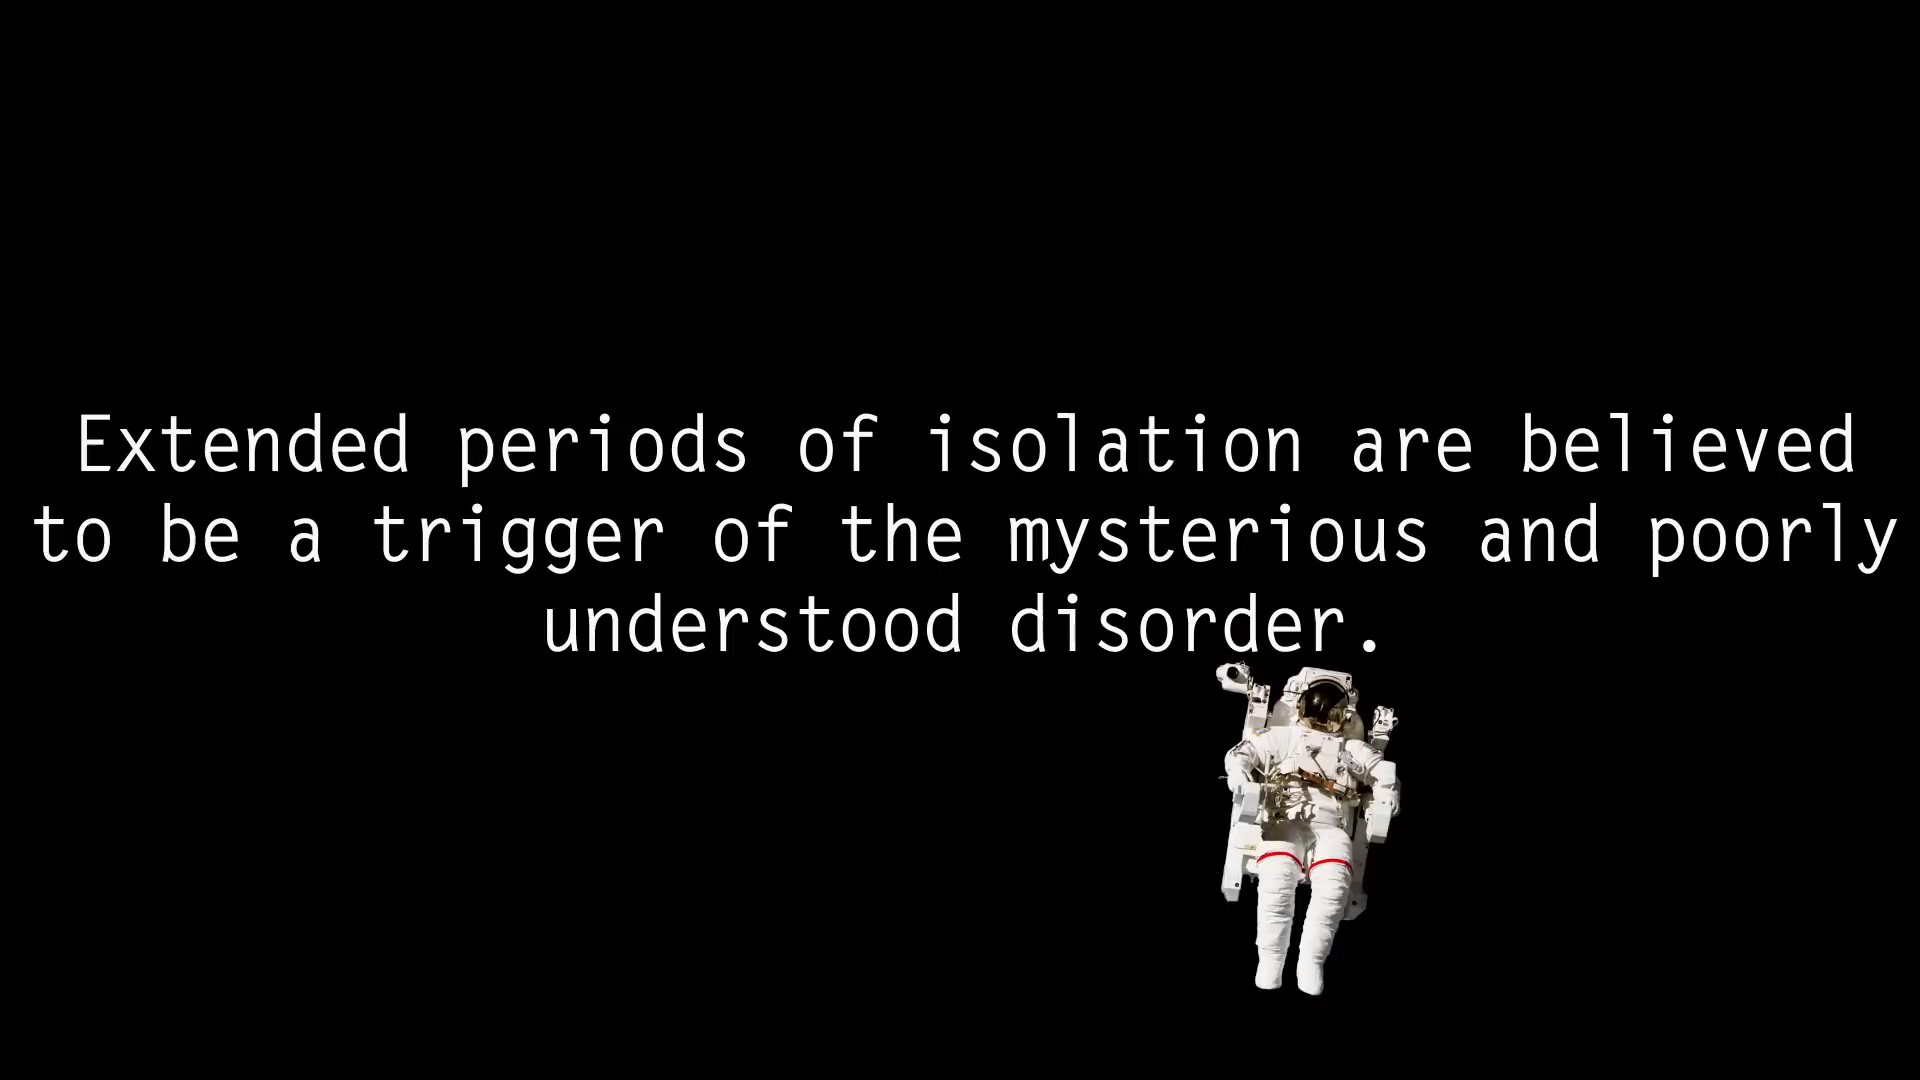 Extended periods of isolation are believed
to be a trigger of the mysterious and poorly
understood disorder.